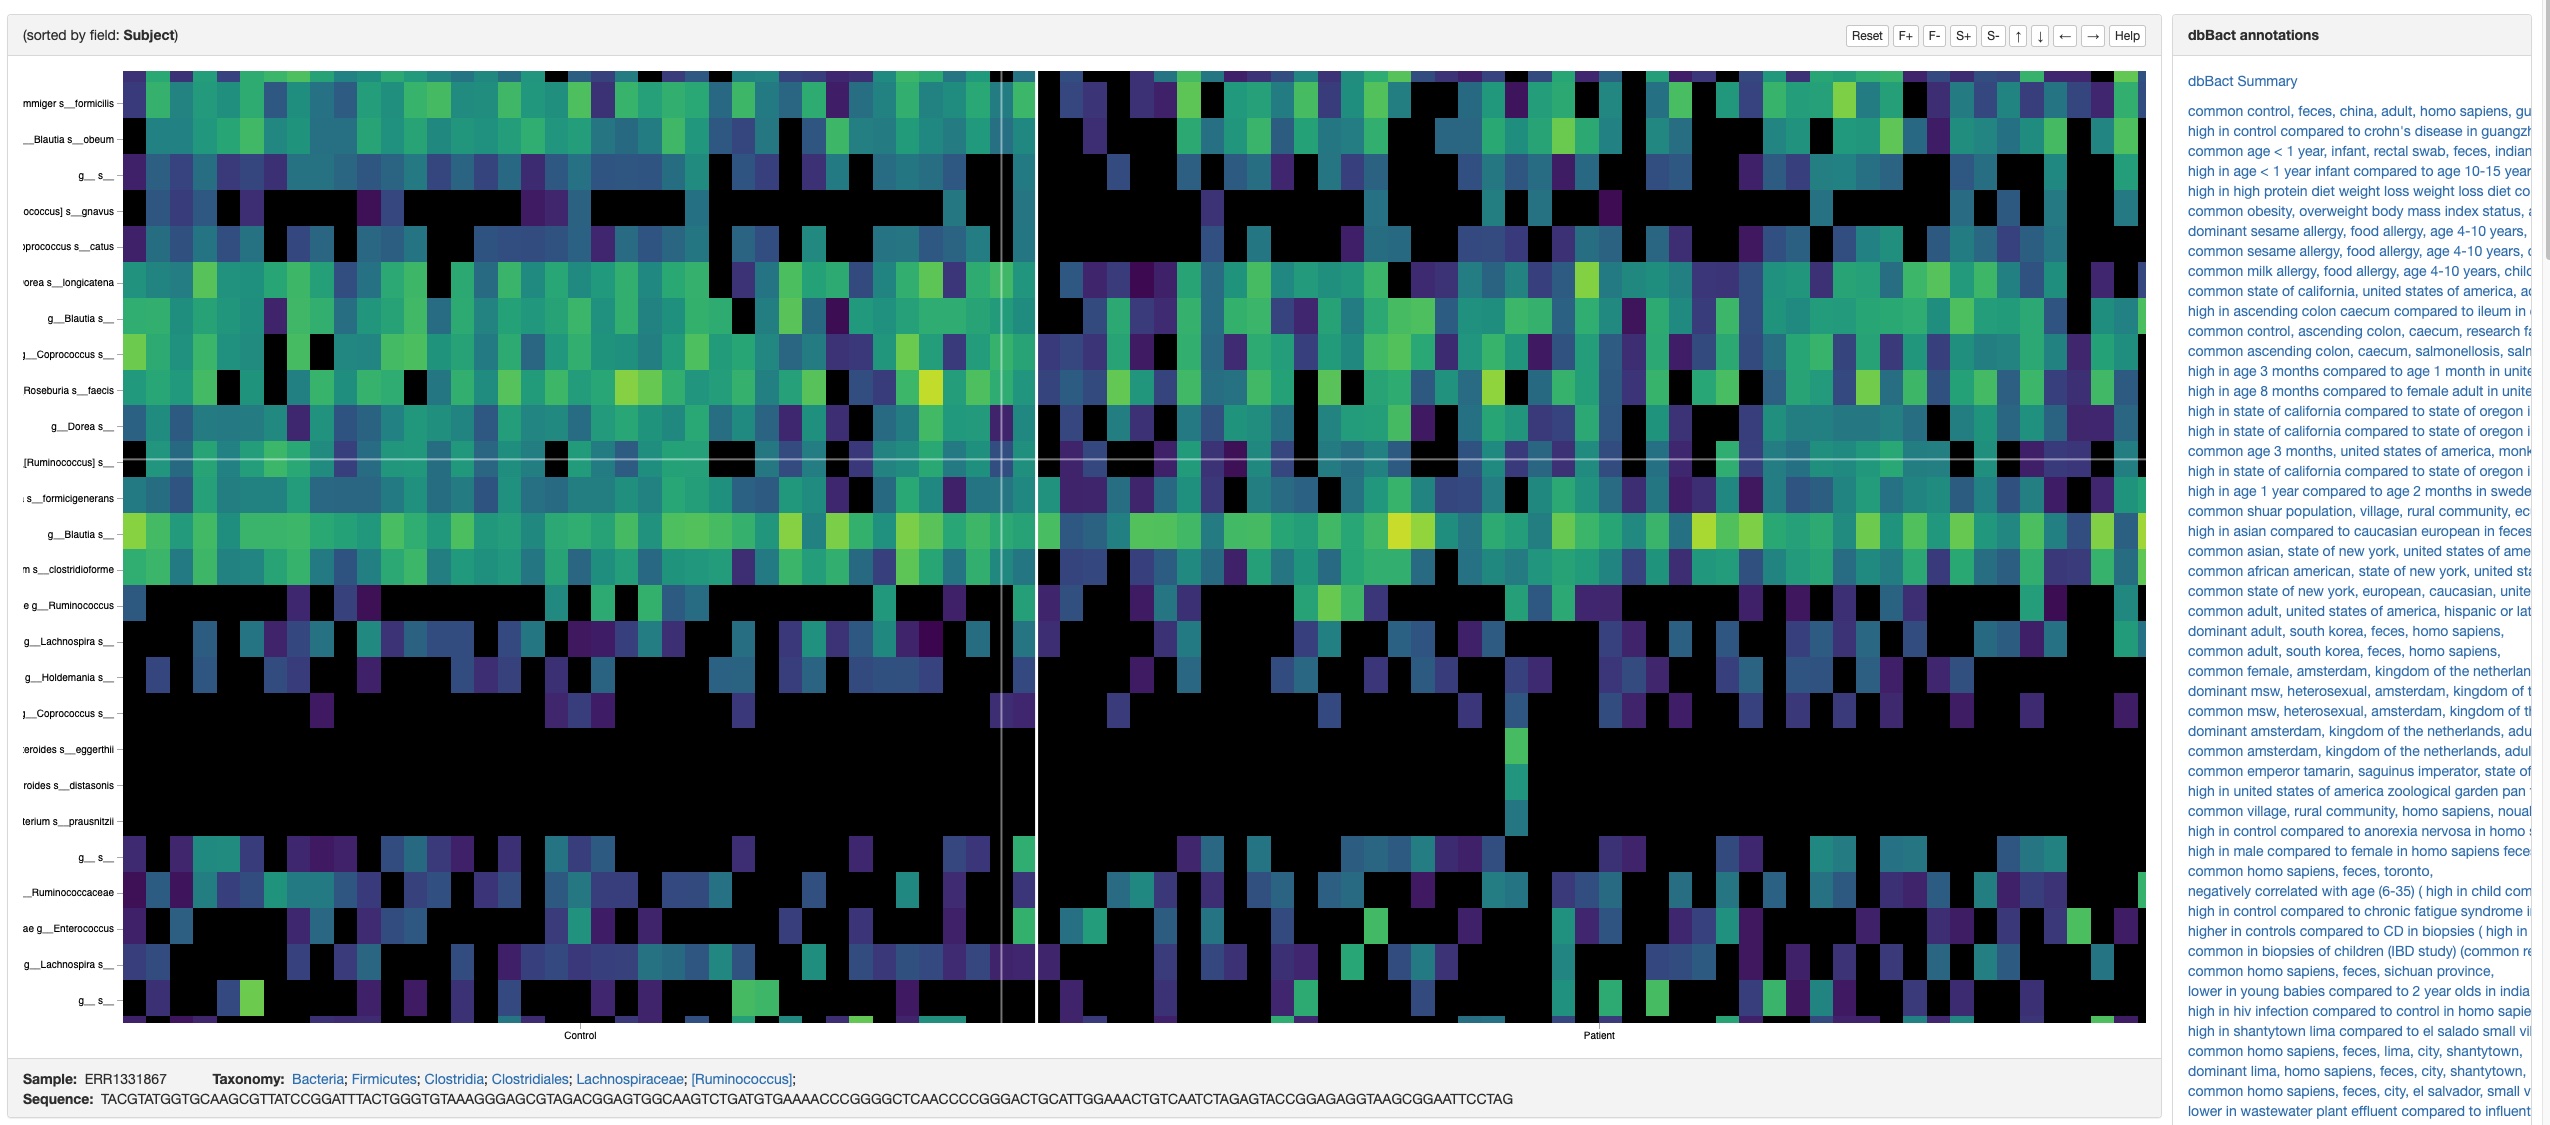 (sorted by field: Subject)
Reset F+ F- S+ S- ↑ ↓ ← → Help
mmiger s__formicilis
__Blautia s__obeum
g__ s__
ococcus] s__gnavus
oprococcus s__catus
orea s__longicatena
g__Blautia s__
g__Coprococcus s__
Roseburia s__faecis
g__Dorea s__
[Ruminococcus] s__
s__formicigenerans
g__Blautia s__
m s__clostridioforme
e g__Ruminococcus
g__Lachnospira s__
g__Holdemania s__
g__Coprococcus s__
eroides s__eggerthii
roides s__distasonis
terium s__prausnitzii
g__ s__
__Ruminococcaceae
ae g__Enterococcus
g__Lachnospira s__
g__ s__
Control Patient
Sample: ERR1331867 Taxonomy: Bacteria; Firmicutes; Clostridia; Clostridiales; Lachnospiraceae; [Ruminococcus];
Sequence: TACGTATGGTGCAAGCGTTATCCGGATTTACTGGGTGTAAAGGGAGCGTAGACGGAGTGGCAAGTCTGATGTGAAAACCCGGGGCTCAACCCCGGGACTGCATTGGAAACTGTCAATCTAGAGTACCGGAGAGGTAAGCGGAATTCCTAG
dbBact annotations
dbBact Summary
common control, feces, china, adult, homo sapiens, gu
high in control compared to crohn's disease in guangzh
common age < 1 year, infant, rectal swab, feces, indian
high in age < 1 year infant compared to age 10-15 year
high in high protein diet weight loss weight loss diet co
common obesity, overweight body mass index status, a
dominant sesame allergy, food allergy, age 4-10 years,
common sesame allergy, food allergy, age 4-10 years, c
common milk allergy, food allergy, age 4-10 years, child
common state of california, united states of america, ad
high in ascending colon caecum compared to ileum in
common control, ascending colon, caecum, research fa
common ascending colon, caecum, salmonellosis, saln
high in age 3 months compared to age 1 month in unite
high in age 8 months compared to female adult in unite
high in state of california compared to state of oregon i
high in state of california compared to state of oregon i
common age 3 months, united states of america, monk
high in state of california compared to state of oregon i
high in age 1 year compared to age 2 months in swede
common shuar population, village, rural community, ec
high in asian compared to caucasian european in feces
common asian, state of new york, united states of ame
common african american, state of new york, united sta
common state of new york, european, caucasian, unite
common adult, united states of america, hispanic or lat
dominant adult, south korea, feces, homo sapiens,
common adult, south korea, feces, homo sapiens,
common female, amsterdam, kingdom of the netherlan
dominant msw, heterosexual, amsterdam, kingdom of t
common msw, heterosexual, amsterdam, kingdom of th
dominant amsterdam, kingdom of the netherlands, adu
common amsterdam, kingdom of the netherlands, adul
common emperor tamarin, saguinus imperator, state of
high in united states of america zoological garden pan
common village, rural community, homo sapiens, noual
high in control compared to anorexia nervosa in homo s
high in male compared to female in homo sapiens fece
common homo sapiens, feces, toronto,
negatively correlated with age (6-35) ( high in child com
high in control compared to chronic fatigue syndrome i
higher in controls compared to CD in biopsies ( high in
common in biopsies of children (IBD study) (common re
common homo sapiens, feces, sichuan province,
lower in young babies compared to 2 year olds in india
high in hiv infection compared to control in homo sapie
high in shantytown lima compared to el salado small vil
common homo sapiens, feces, lima, city, shantytown,
dominant lima, homo sapiens, feces, city, shantytown,
common homo sapiens, feces, city, el salvador, small v
lower in wastewater plant effluent compared to influent